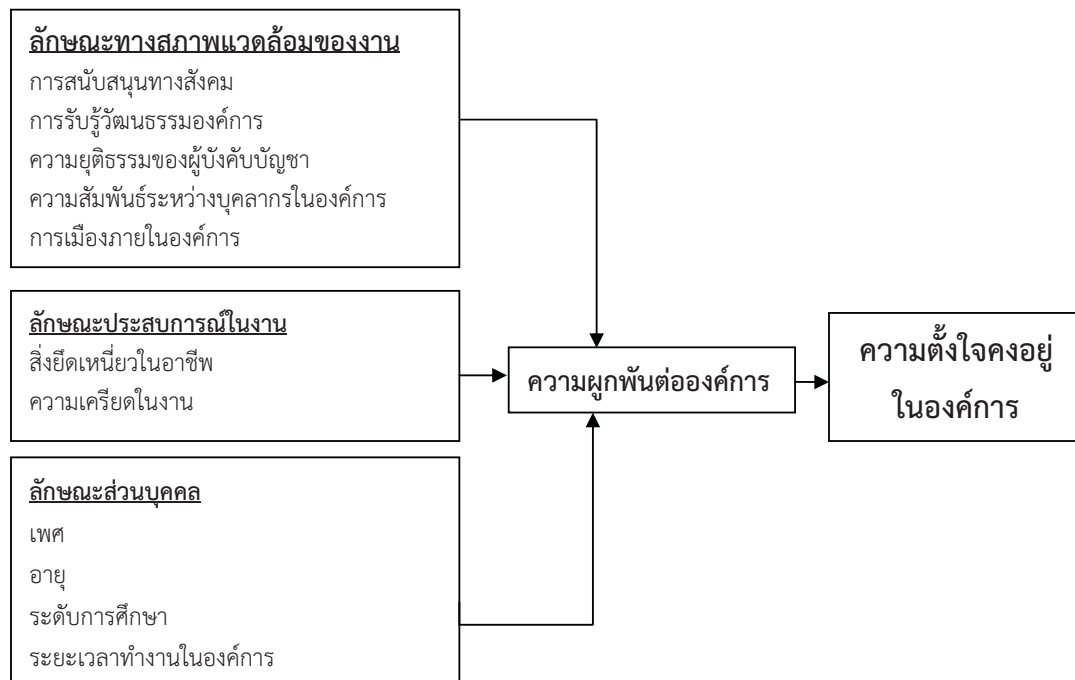 ลักษณะทางสภาพแวดล้อมของงาน
การสนับสนุนทางสังคม
การรับรู้วัฒนธรรมองค์การ
ความยุติธรรมของผู้บังคับบัญชา
ความสัมพันธ์ระหว่างบุคลากรในองค์การ
การเมืองภายในองค์การ
ลักษณะประสบการณ์ในงาน
สิ่งยึดเหนี่ยวในอาชีพ
ความเครียดในงาน
ลักษณะส่วนบุคคล
เพศ
อายุ
ระดับการศึกษา
ระยะเวลาทำงานในองค์การ
ความผูกพันต่อองค์การ
ความตั้งใจคงอยู่
ในองค์การ